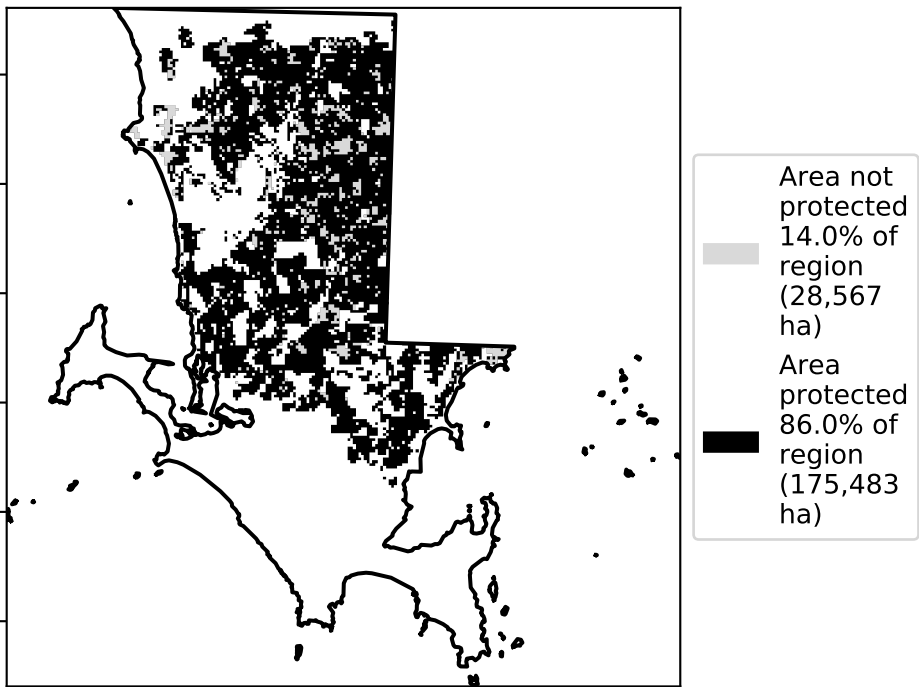 Area not
protected
14.0% of
region
(28,567
ha)
Area
protected
86.0% of
region
(175,483
ha)